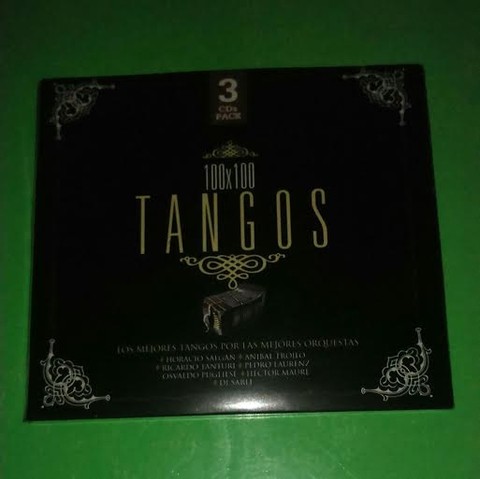 3
CDs
PACK
100x100
TANGOS
LOS MEJORES TANGOS POR LAS MEJORES ORQUESTAS
# HORACIO SALGAN # ANIBAL TROILO
# RICARDO TANTURI # PEDRO LAURENZ
OSVALDO PUGLIESE # HECTOR MAURE
# DI SARLI